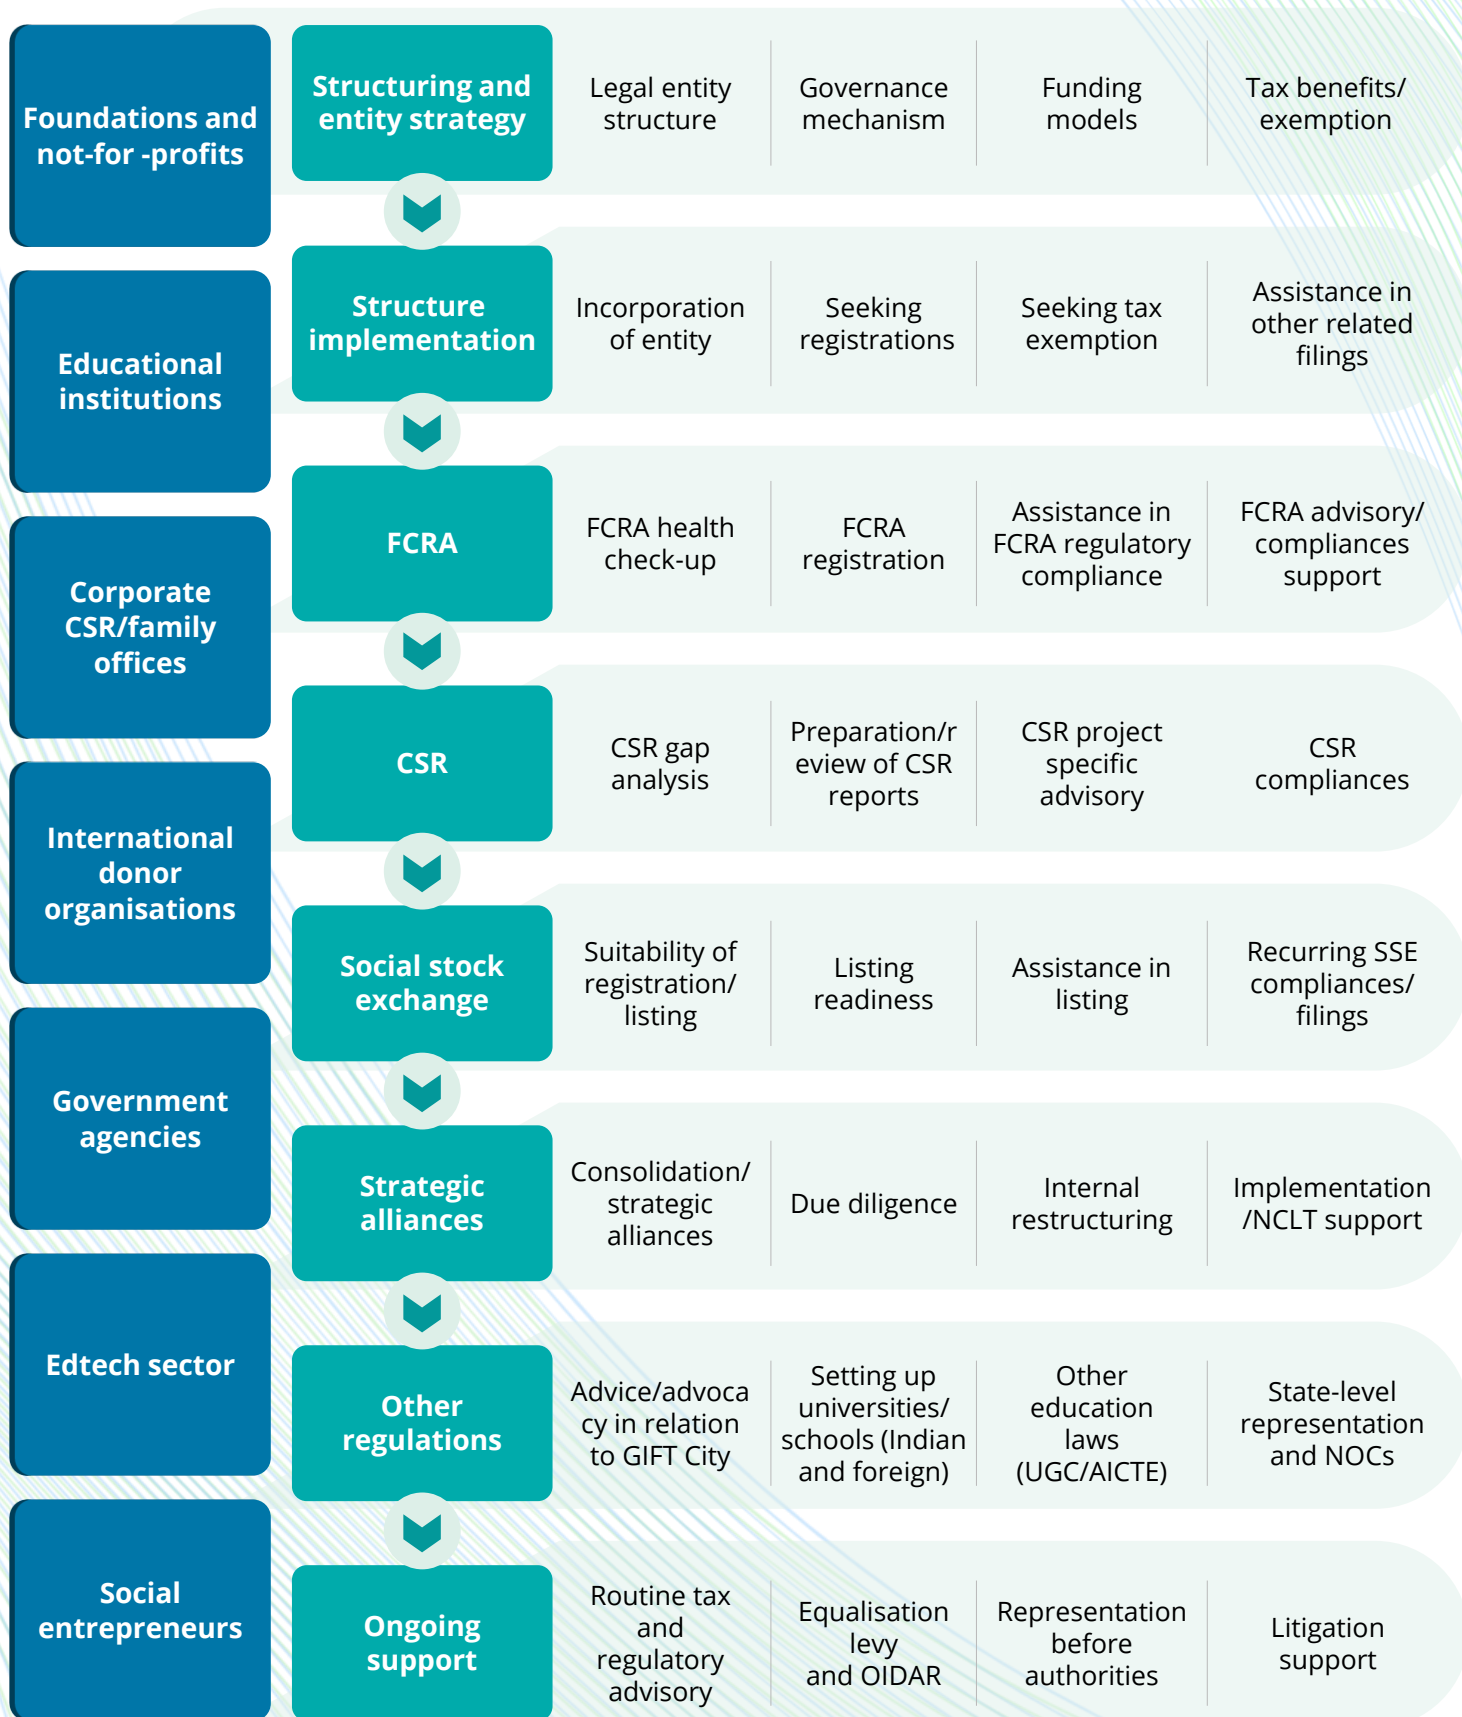 Foundations and
not-for -profits
Educational
institutions
Corporate
CSR/family
offices
International
donor
organisations
Government
agencies
Edtech sector
Social
entrepreneurs
Structuring and
entity strategy
Legal entity
structure
Governance
mechanism
Funding
models
Tax benefits/
exemption
Structure
implementation
Incorporation
of entity
Seeking
registrations
Seeking tax
exemption
Assistance in
other related
filings
FCRA
FCRA health
check-up
FCRA
registration
Assistance in
FCRA regulatory
compliance
FCRA advisory/
compliances
support
CSR
CSR gap
analysis
Preparation/r
eview of CSR
reports
CSR project
specific
advisory
CSR
compliances
Social stock
exchange
Suitability of
registration/
listing
Listing
readiness
Assistance in
listing
Recurring SSE
compliances/
filings
Strategic
alliances
Consolidation/
strategic
alliances
Due diligence
Internal
restructuring
Implementation
/NCLT support
Other
regulations
Advice/advoca
cy in relation
to GIFT City
Setting up
universities/
schools (Indian
and foreign)
Other
education
laws
(UGC/AICTE)
State-level
representation
and NOCs
Ongoing
support
Routine tax
and
regulatory
advisory
Equalisation
levy
and OIDAR
Representation
before
authorities
Litigation
support